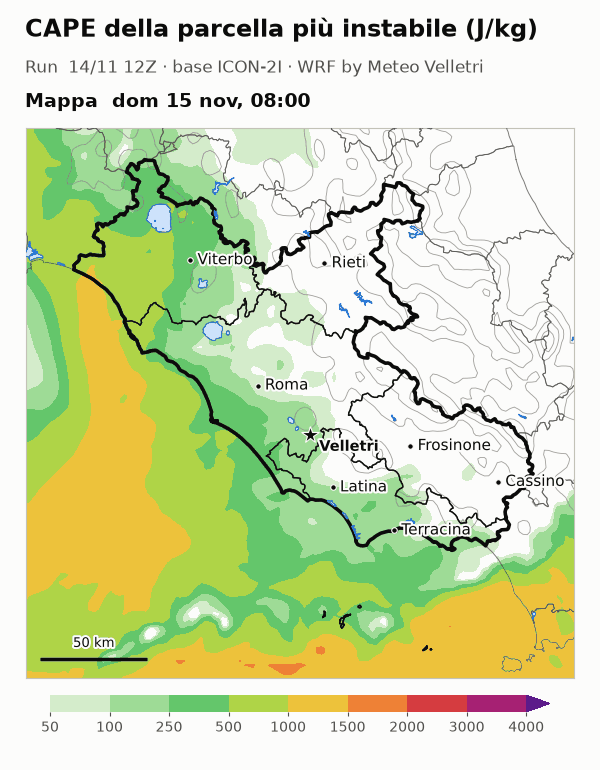 CAPE della parcella più instabile (J/kg)
Run 14/11 12Z · base ICON-2I · WRF by Meteo Velletri
Mappa dom 15 nov, 08:00
Viterbo
Rieti
Roma
Velletri
Frosinone
Cassino
Latina
Terracina
50 km
50 100 250 500 1000 1500 2000 3000 4000